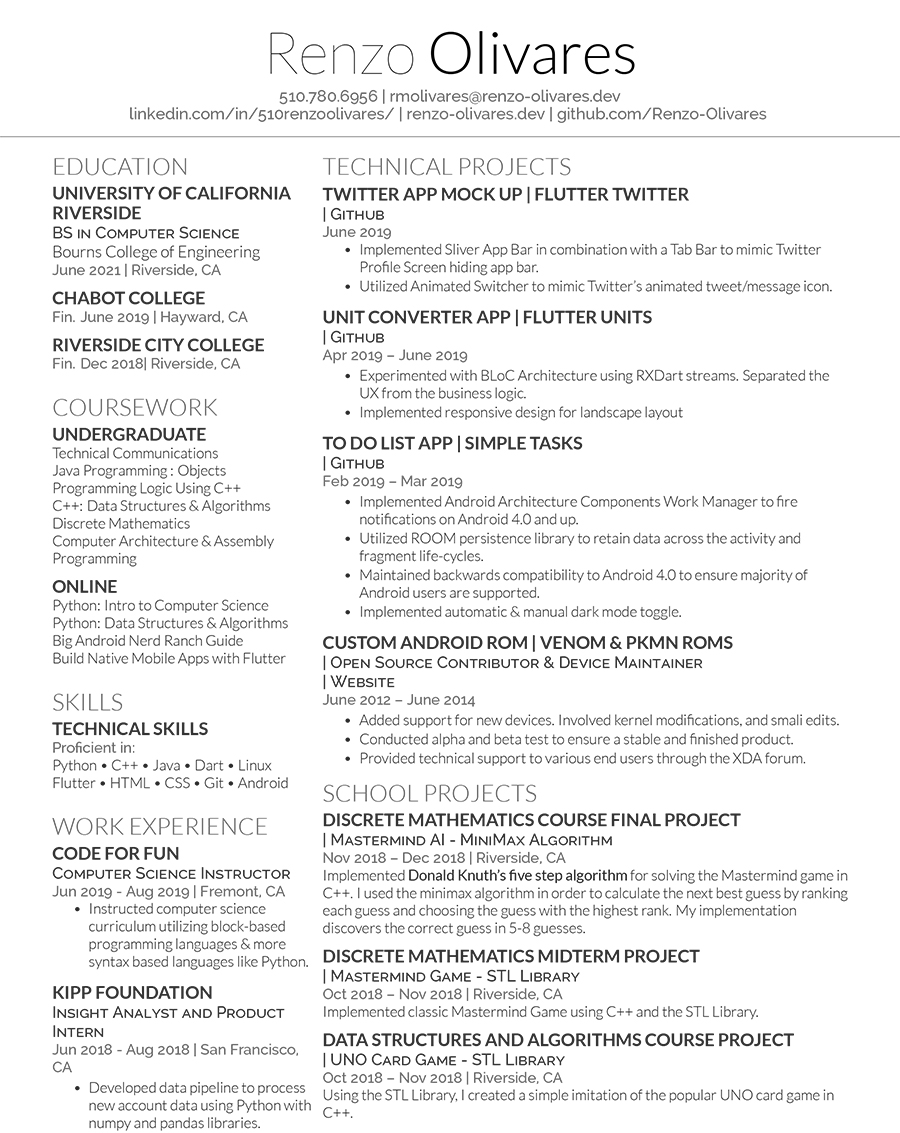 Renzo Olivares
510.780.6956 | rmolivares@renzo-olivares.dev
linkedin.com/in/510renzoolivares/ | renzo-olivares.dev | github.com/Renzo-Olivares
EDUCATION
UNIVERSITY OF CALIFORNIA
RIVERSIDE
BS in Computer Science
Bourns College of Engineering
June 2021 | Riverside, CA
CHABOT COLLEGE
Fin. June 2019 | Hayward, CA
RIVERSIDE CITY COLLEGE
Fin. Dec 2018| Riverside, CA
COURSEWORK
UNDERGRADUATE
Technical Communications
Java Programming : Objects
Programming Logic Using C++
C++: Data Structures & Algorithms
Discrete Mathematics
Computer Architecture & Assembly
Programming
ONLINE
Python: Intro to Computer Science
Python: Data Structures & Algorithms
Big Android Nerd Ranch Guide
Build Native Mobile Apps with Flutter
SKILLS
TECHNICAL SKILLS
Proficient in:
Python • C++ • Java • Dart • Linux
Flutter • HTML • CSS • Git • Android
WORK EXPERIENCE
CODE FOR FUN
Computer Science Instructor
Jun 2019 - Aug 2019 | Fremont, CA
• Instructed computer science
curriculum utilizing block-based
programming languages & more
syntax based languages like Python.
KIPP FOUNDATION
Insight Analyst and Product
Intern
Jun 2018 - Aug 2018 | San Francisco,
CA
• Developed data pipeline to process
new account data using Python with
numpy and pandas libraries.
TECHNICAL PROJECTS
TWITTER APP MOCK UP | FLUTTER TWITTER
| Github
June 2019
• Implemented Sliver App Bar in combination with a Tab Bar to mimic Twitter
Profile Screen hiding app bar.
• Utilized Animated Switcher to mimic Twitter's animated tweet/message icon.
UNIT CONVERTER APP | FLUTTER UNITS
| Github
Apr 2019 – June 2019
• Experimented with BLoC Architecture using RXDart streams. Separated the
UX from the business logic.
• Implemented responsive design for landscape layout
TO DO LIST APP | SIMPLE TASKS
| Github
Feb 2019 – Mar 2019
• Implemented Android Architecture Components Work Manager to fire
notifications on Android 4.0 and up.
• Utilized ROOM persistence library to retain data across the activity and
fragment life-cycles.
• Maintained backwards compatibility to Android 4.0 to ensure majority of
Android users are supported.
• Implemented automatic & manual dark mode toggle.
CUSTOM ANDROID ROM | VENOM & PKMN ROMS
| Open Source Contributor & Device Maintainer
| Website
June 2012 – June 2014
• Added support for new devices. Involved kernel modifications, and smali edits.
• Conducted alpha and beta test to ensure a stable and finished product.
• Provided technical support to various end users through the XDA forum.
SCHOOL PROJECTS
DISCRETE MATHEMATICS COURSE FINAL PROJECT
| Mastermind AI - MiniMax Algorithm
Nov 2018 – Dec 2018 | Riverside, CA
Implemented Donald Knuth's five step algorithm for solving the Mastermind game in
C++. I used the minimax algorithm in order to calculate the next best guess by ranking
each guess and choosing the guess with the highest rank. My implementation
discovers the correct guess in 5-8 guesses.
DISCRETE MATHEMATICS MIDTERM PROJECT
| Mastermind Game - STL Library
Oct 2018 – Nov 2018 | Riverside, CA
Implemented classic Mastermind Game using C++ and the STL Library.
DATA STRUCTURES AND ALGORITHMS COURSE PROJECT
| UNO Card Game - STL Library
Oct 2018 – Nov 2018 | Riverside, CA
Using the STL Library, I created a simple imitation of the popular UNO card game in
C++.